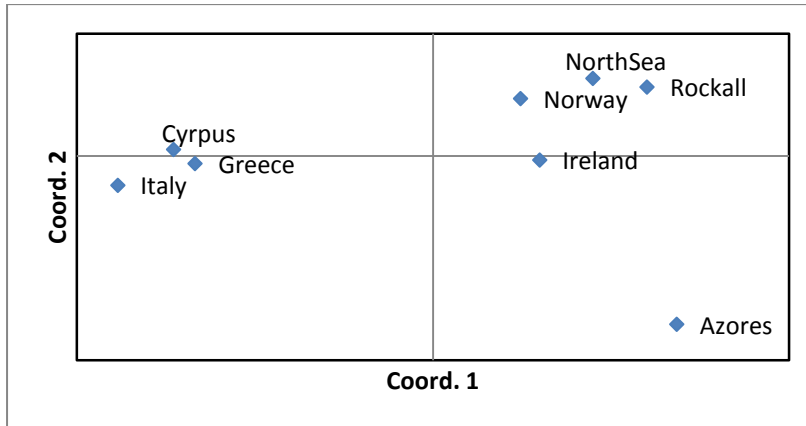 NorthSea
Rockall
Norway
Cyrpus
Greece
Ireland
Italy
Azores
Coord. 2
Coord. 1